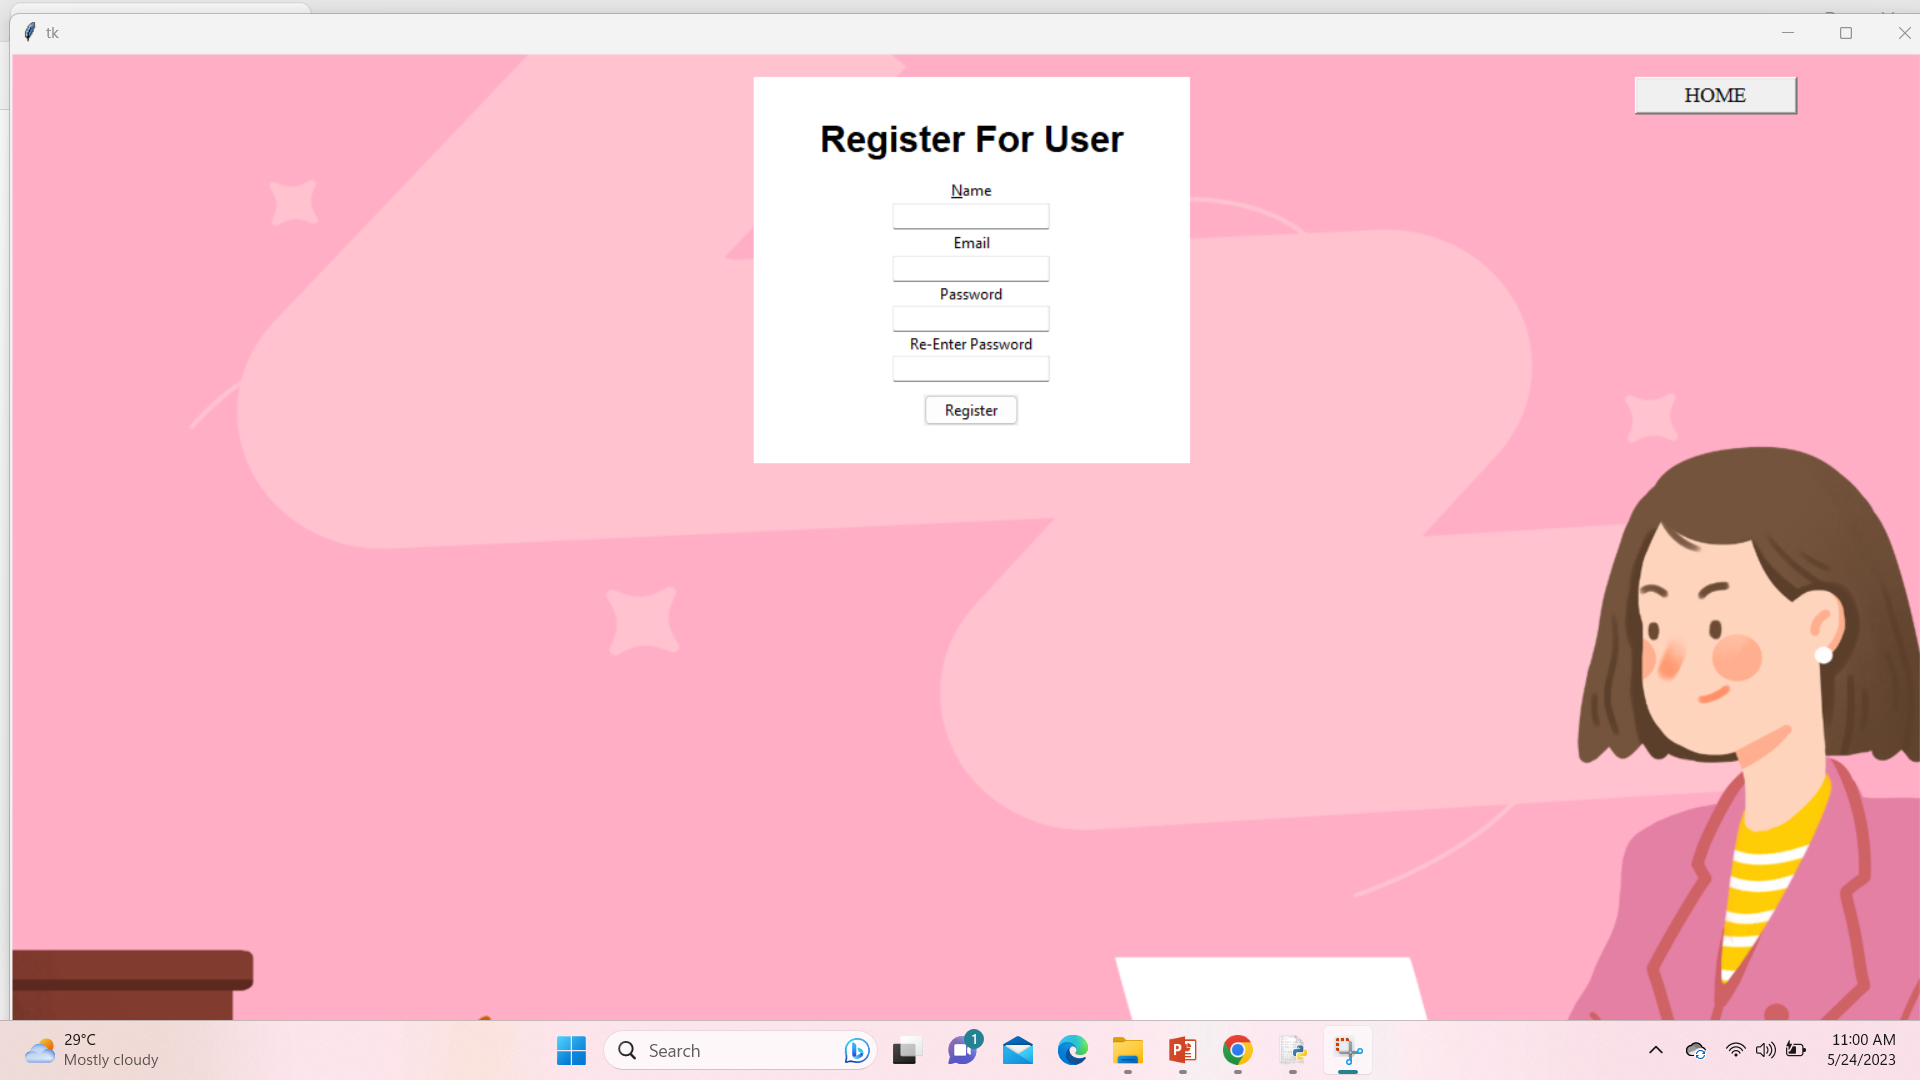 tk
HOME
Register For User
Name
Email
Password
Re-Enter Password
Register
29°C
Mostly cloudy
Search
1
11:00 AM
5/24/2023